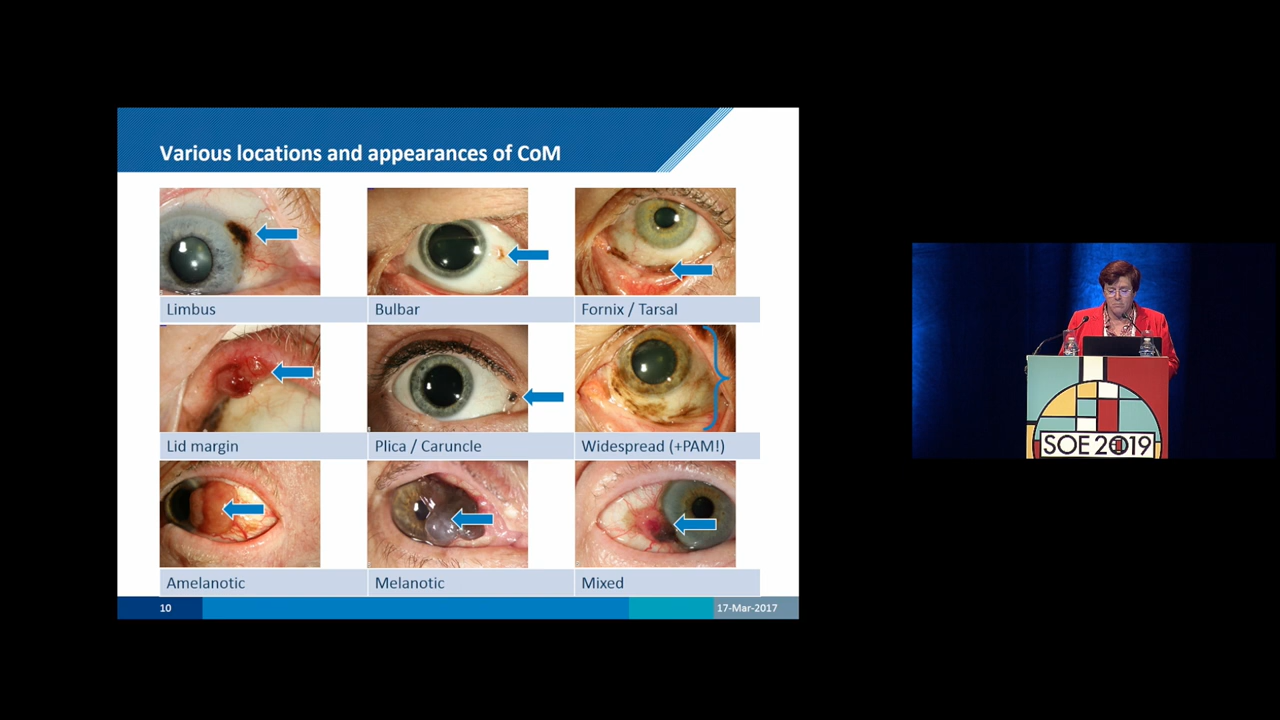 Various locations and appearances of CoM
Limbus
Bulbar
Fornix / Tarsal
Lid margin
Plica / Caruncle
Widespread (+PAM!)
Amelanotic
Melanotic
Mixed
10
17-Mar-2017
SOE 2019